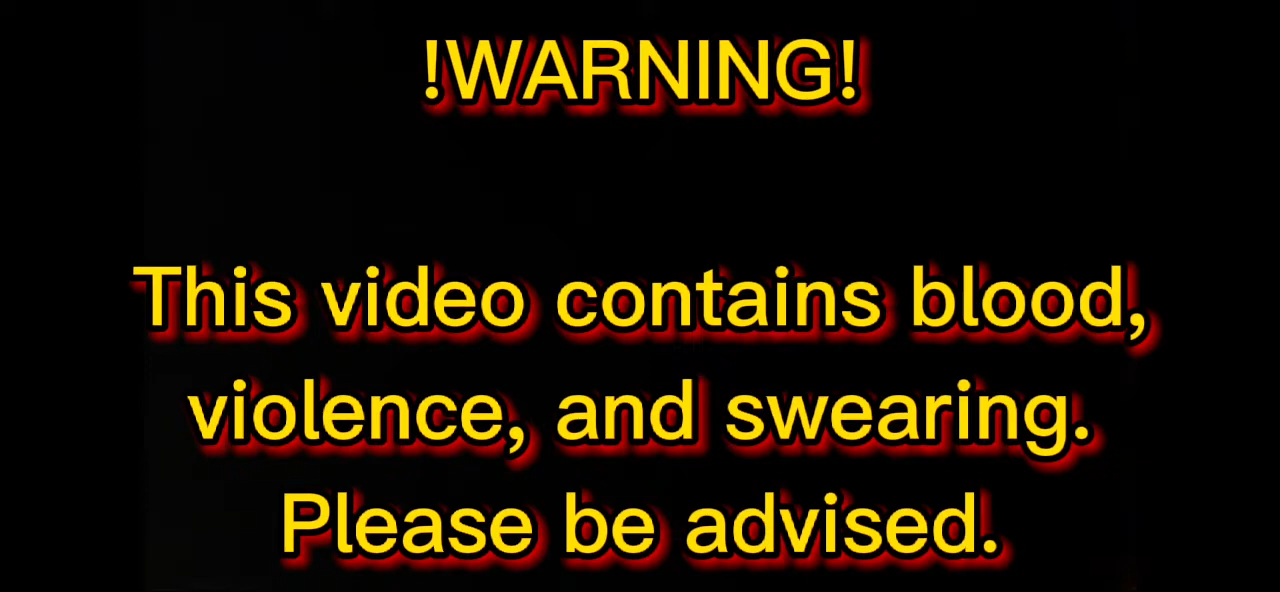 !WARNING!
This video contains blood,
violence, and swearing.
Please be advised.